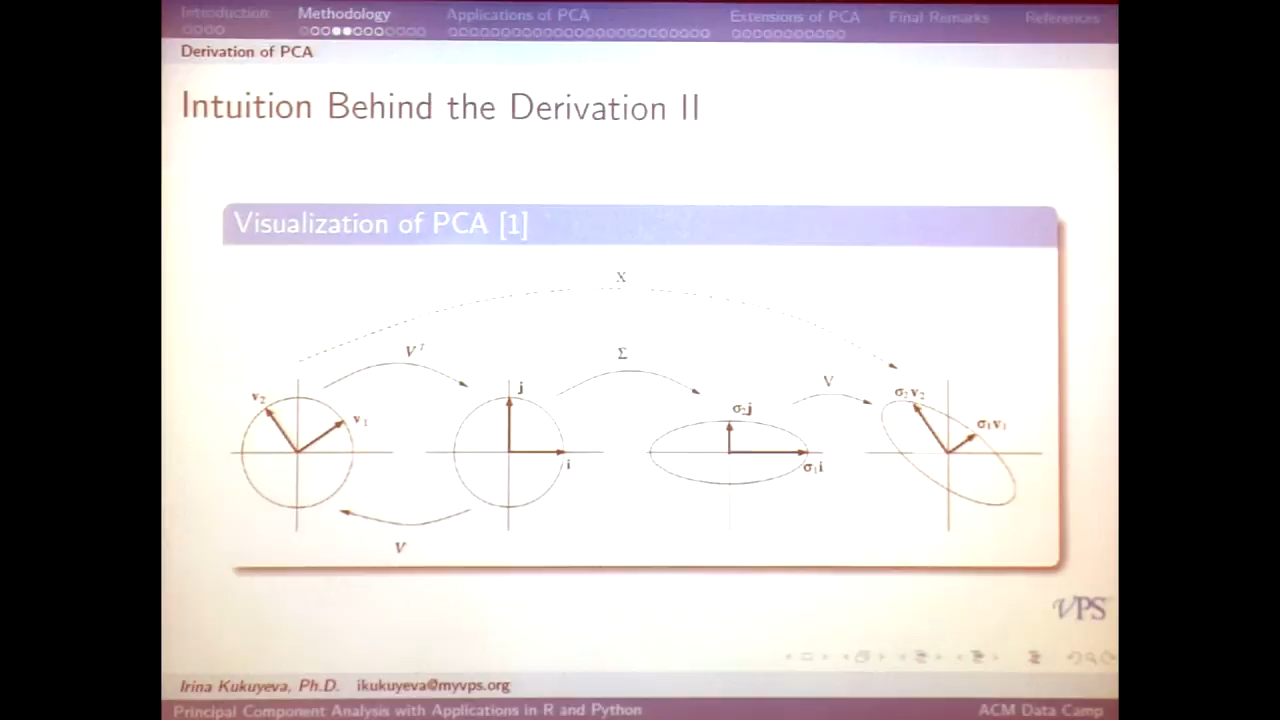 Introduction Methodology Applications of PCA Extensions of PCA Final Remarks References
Derivation of PCA
Intuition Behind the Derivation II
Visualization of PCA [1]
X
V^T
Σ
V
v₂
v₁
j
i
σ₂j
σ₁i
σ₂v₂
σ₁v₁
V
VPS
Irina Kukuyeva, Ph.D. ikukuyeva@myvps.org
Principal Component Analysis with Applications in R and Python ACM Data Camp